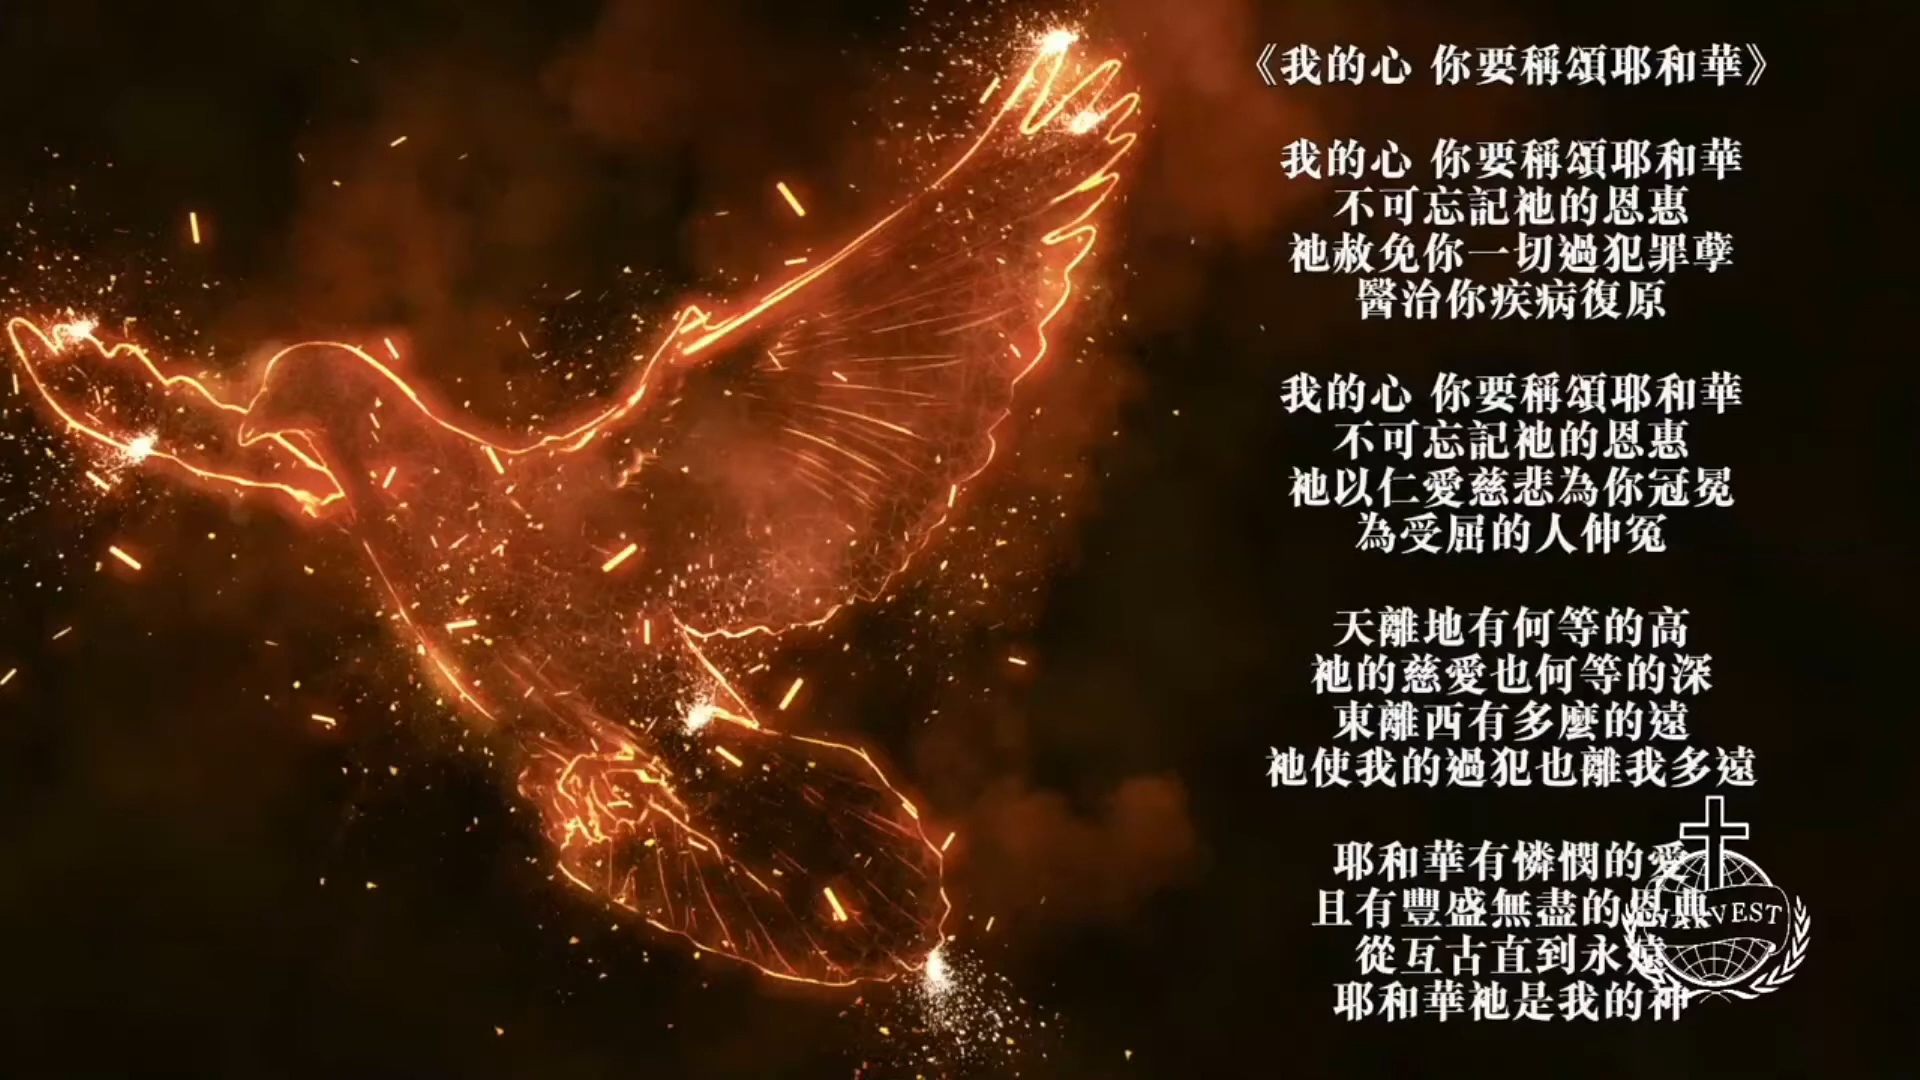 《我的心 你要稱頌耶和華》
我的心 你要稱頌耶和華
不可忘記祂的恩惠
祂赦免你一切過犯罪孽
醫治你疾病復原
我的心 你要稱頌耶和華
不可忘記祂的恩惠
祂以仁愛慈悲為你冠冕
為受屈的人伸冤
天離地有何等的高
祂的慈愛也何等的深
東離西有多麼的遠
祂使我的過犯也離我多遠
耶和華有憐憫的愛
且有豐盛無盡的恩典
從亙古直到永遠
耶和華祂是我的神
HARVEST